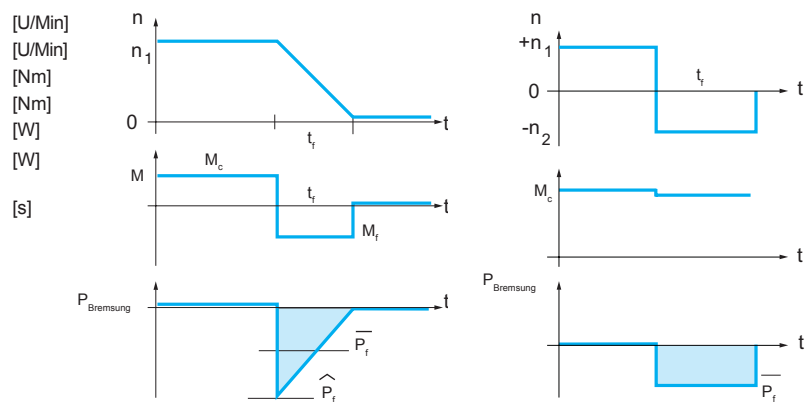 [U/Min]
[U/Min]
[Nm]
[Nm]
[W]
[W]
[s]
n
n1
0
tf
t
M
Mc
tf
t
Mf
PBremsung
t
Pf
Pf
n
+n1
0
-n2
tf
t
Mc
t
PBremsung
t
Pf